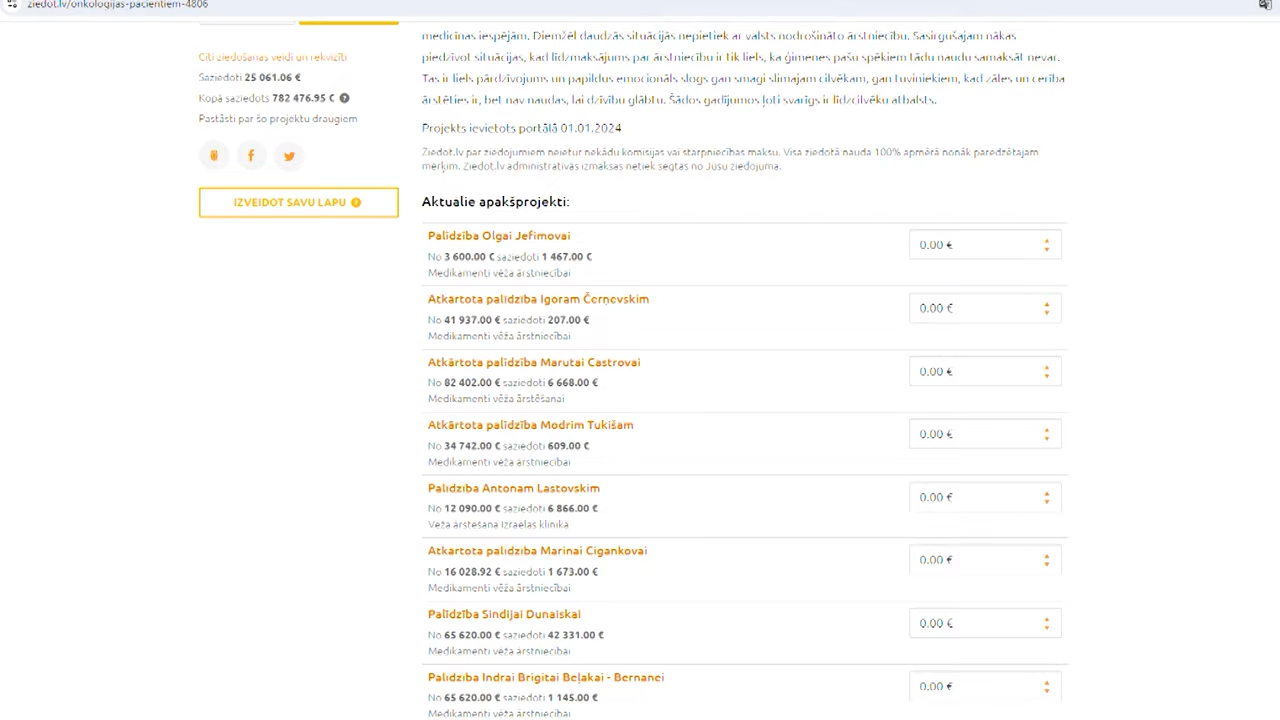 ziedot.lv/onkologijas-pacientiem-4806
Citi ziedošanas veidi un rekvizīti
Saziedoti 25 061.06 €
Kopā saziedots 782 476.95 €
Pastāsti par šo projektu draugiem
IZVEIDOT SAVU LAPU
medicīnas iespējām. Diemžēl daudzās situācijās nepietiek ar valsts nodrošināto ārstniecību. Sasirgušajam nākas
piedzīvot situācijas, kad līdzmaksājums par ārstniecību ir tik liels, ka ģimenes pašu spēkiem tādu naudu samaksāt nevar.
Tas ir liels pārdzīvojums un papildus emocionāls slogs gan smagi slimajam cilvēkam, gan tuviniekiem, kad zāles un cerība
ārstēties ir, bet nav naudas, lai dzīvību glābtu. Šādos gadījumos ļoti svarīgs ir līdzcilvēku atbalsts.
Projekts ievietots portālā 01.01.2024
Ziedot.lv par ziedojumiem neietur nekādu komisijas vai starpniecības maksu. Visa ziedotā nauda 100% apmērā nonāk paredzētajam
mērķim. Ziedot.lv administratīvās izmaksas netiek segtas no Jūsu ziedojuma.
Aktuālie apakšprojekti:
Palīdzība Olgai Jefimovai
0.00 €
No 3 600.00 € saziedoti 1 467.00 €
Medikamenti vēža ārstniecībai
Atkārtota palīdzība Igoram Čerņevskim
0.00 €
No 41 937.00 € saziedoti 207.00 €
Medikamenti vēža ārstniecībai
Atkārtota palīdzība Marutai Castrovai
0.00 €
No 82 402.00 € saziedoti 6 668.00 €
Medikamenti vēža ārstēšanai
Atkārtota palīdzība Modrim Tukišam
0.00 €
No 34 742.00 € saziedoti 609.00 €
Medikamenti vēža ārstniecībai
Palīdzība Antonam Lastovskim
0.00 €
No 12 090.00 € saziedoti 6 866.00 €
Vēža ārstēšana Izraēlas klīnikā
Atkārtota palīdzība Marinai Cigankovai
0.00 €
No 16 028.92 € saziedoti 1 673.00 €
Medikamenti vēža ārstniecībai
Palīdzība Sindijai Dunaiskai
0.00 €
No 65 620.00 € saziedoti 42 331.00 €
Medikamenti vēža ārstniecībai
Palīdzība Indrai Brigitai Beļakai - Bernanei
0.00 €
No 65 620.00 € saziedoti 1 145.00 €
Medikamenti vēža ārstniecībai